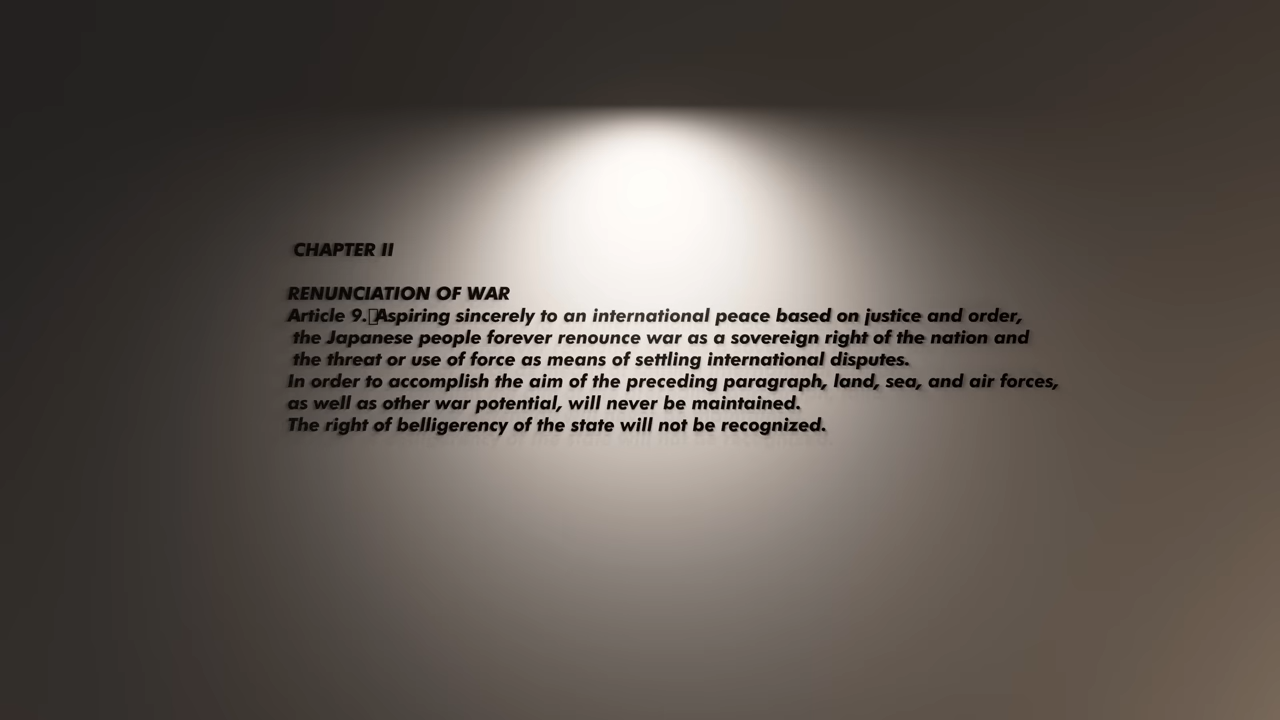 CHAPTER II
RENUNCIATION OF WAR
Article 9.□Aspiring sincerely to an international peace based on justice and order,
the Japanese people forever renounce war as a sovereign right of the nation and
the threat or use of force as means of settling international disputes.
In order to accomplish the aim of the preceding paragraph, land, sea, and air forces,
as well as other war potential, will never be maintained.
The right of belligerency of the state will not be recognized.